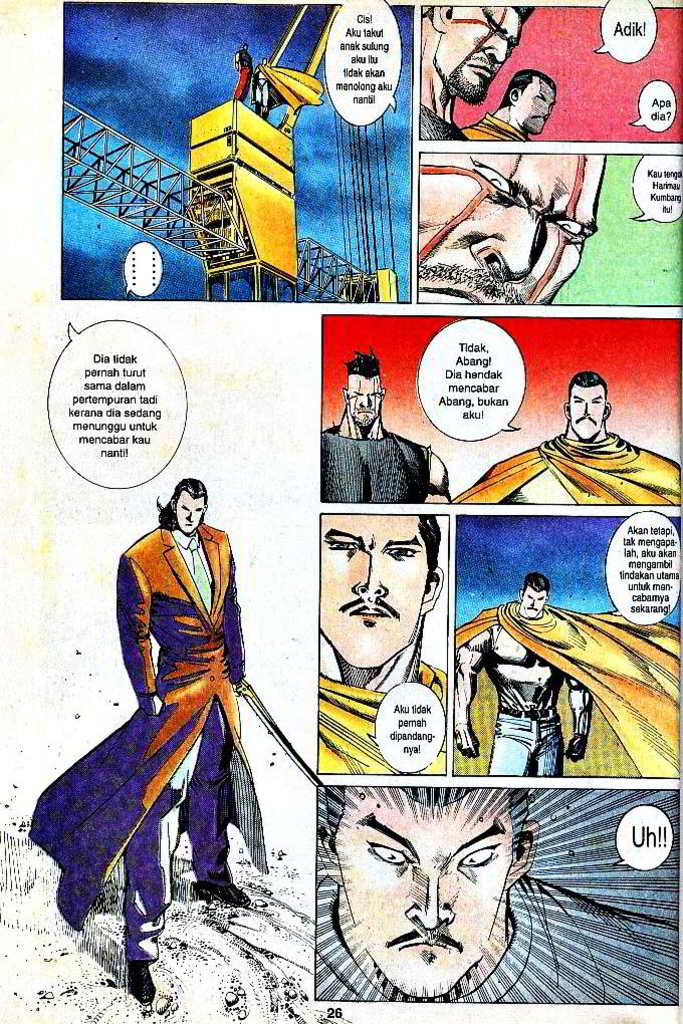 Cis!
Aku takut
anak sulung
aku itu
tidak akan
menolong aku
nanti!
Adik!
Apa
dia?
Kau tengok
Harimau
Kumbang
itu!
Dia tidak
pernah turut
sama dalam
pertempuran tadi
kerana dia sedang
menunggu untuk
mencabar kau
nanti!
Tidak,
Abang!
Dia hendak
mencabar
Abang, bukan
aku!
Aku tidak
pernah
dipandang-
nya!
Akan tetapi,
tak mengapa-
lah, aku akan
mengambil
tindakan utama
untuk men-
cabarnya
sekarang!
Uh!!
26